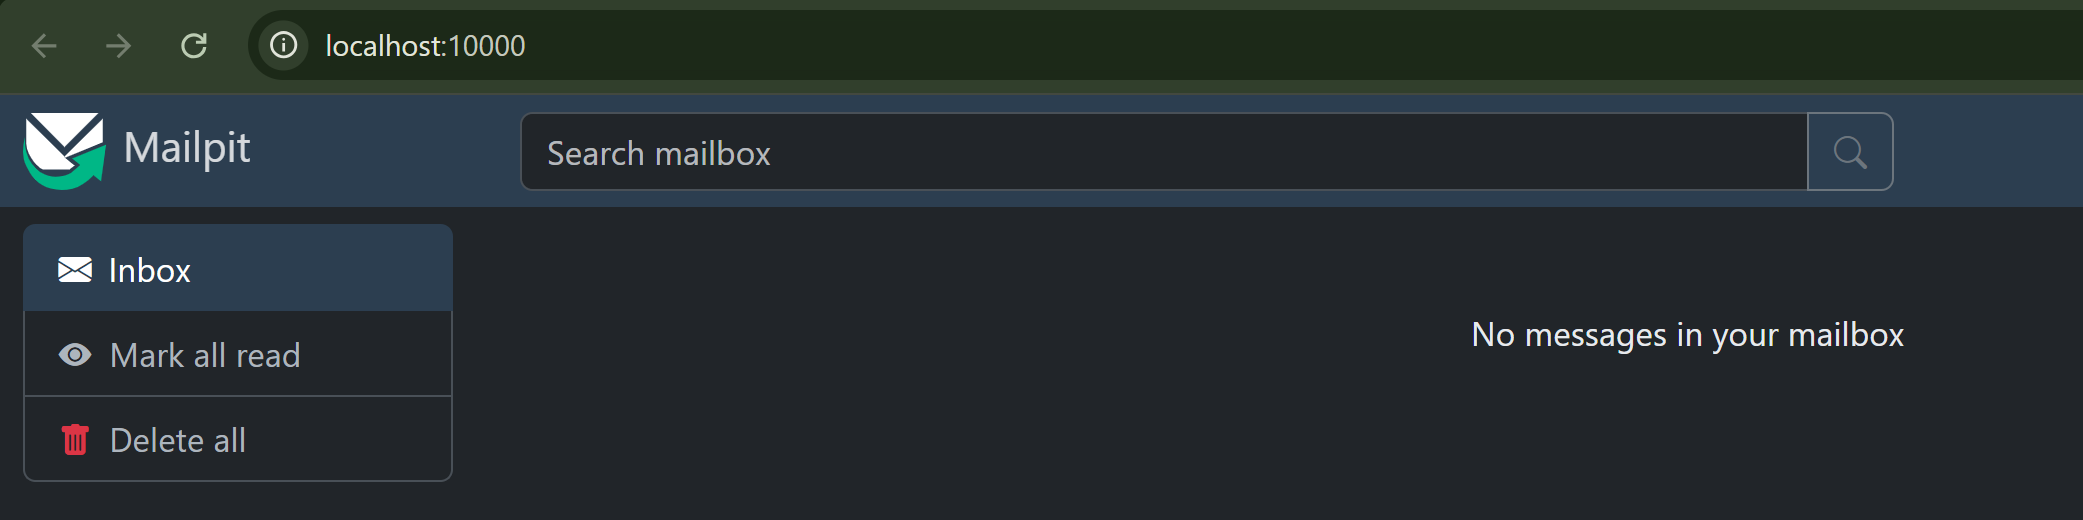 localhost:10000
Mailpit
Search mailbox
Inbox
Mark all read
Delete all
No messages in your mailbox